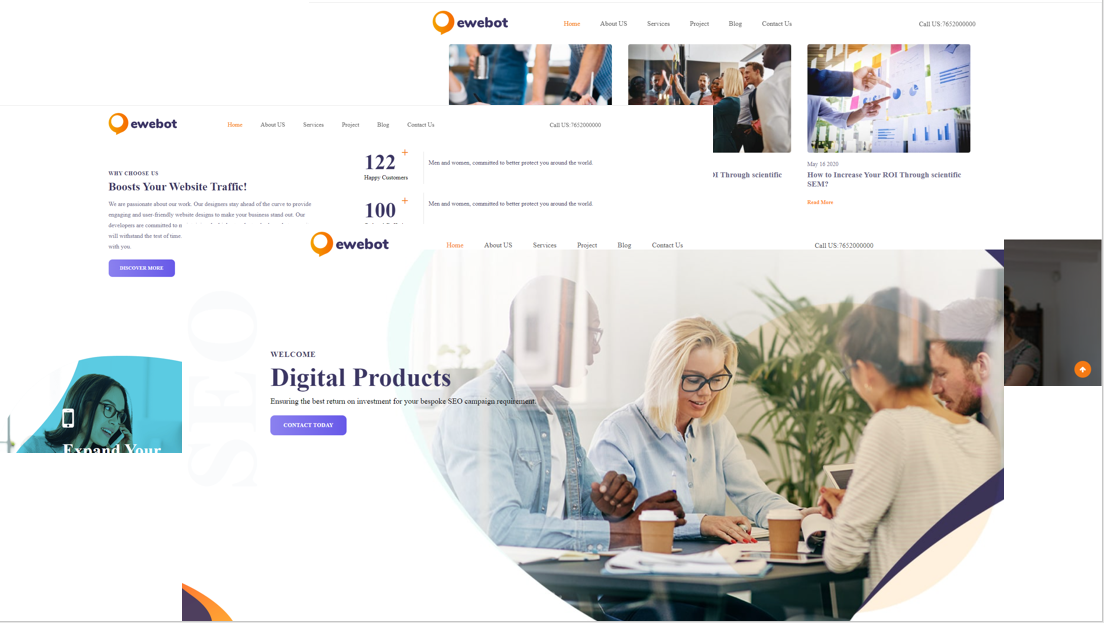 ewebot
Home About US Services Project Blog Contact Us Call US:7652000000
ewebot
Home About US Services Project Blog Contact Us Call US:7652000000
WHY CHOOSE US
Boosts Your Website Traffic!
We are passionate about our work. Our designers stay ahead of the curve to provide
engaging and user-friendly website designs to make your business stand out. Our
developers are committed to
will withstand the test of time
with you.
DISCOVER MORE
122 +
Happy Customers
Men and women, committed to better protect you around the world.
100 +
Men and women, committed to better protect you around the world.
I Through scientific
May 16 2020
How to Increase Your ROI Through scientific
SEM?
Read More
ewebot
Home About US Services Project Blog Contact Us Call US:7652000000
SEO
WELCOME
Digital Products
Ensuring the best return on investment for your bespoke SEO campaign requirement.
CONTACT TODAY
Expand Your